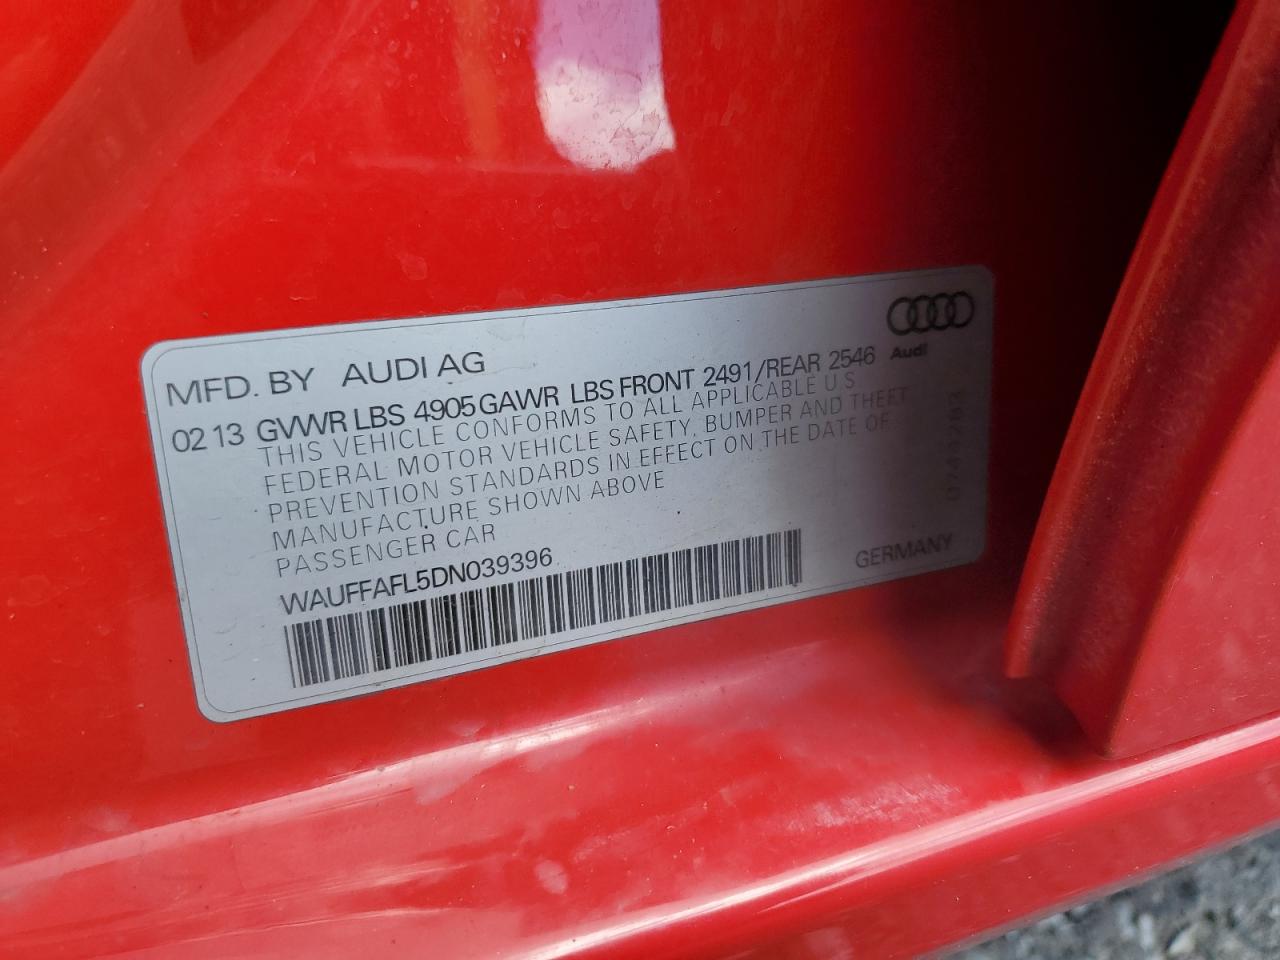 Audi
MFD. BY AUDI AG
02 13 GVWR LBS 4905 GAWR LBS FRONT 2491/REAR 2546
THIS VEHICLE CONFORMS TO ALL APPLICABLE U.S
FEDERAL MOTOR VEHICLE SAFETY, BUMPER AND THEFT
PREVENTION STANDARDS IN EFFECT ON THE DATE OF
MANUFACTURE SHOWN ABOVE
PASSENGER CAR
WAUFFAFL5DN039396
GERMANY